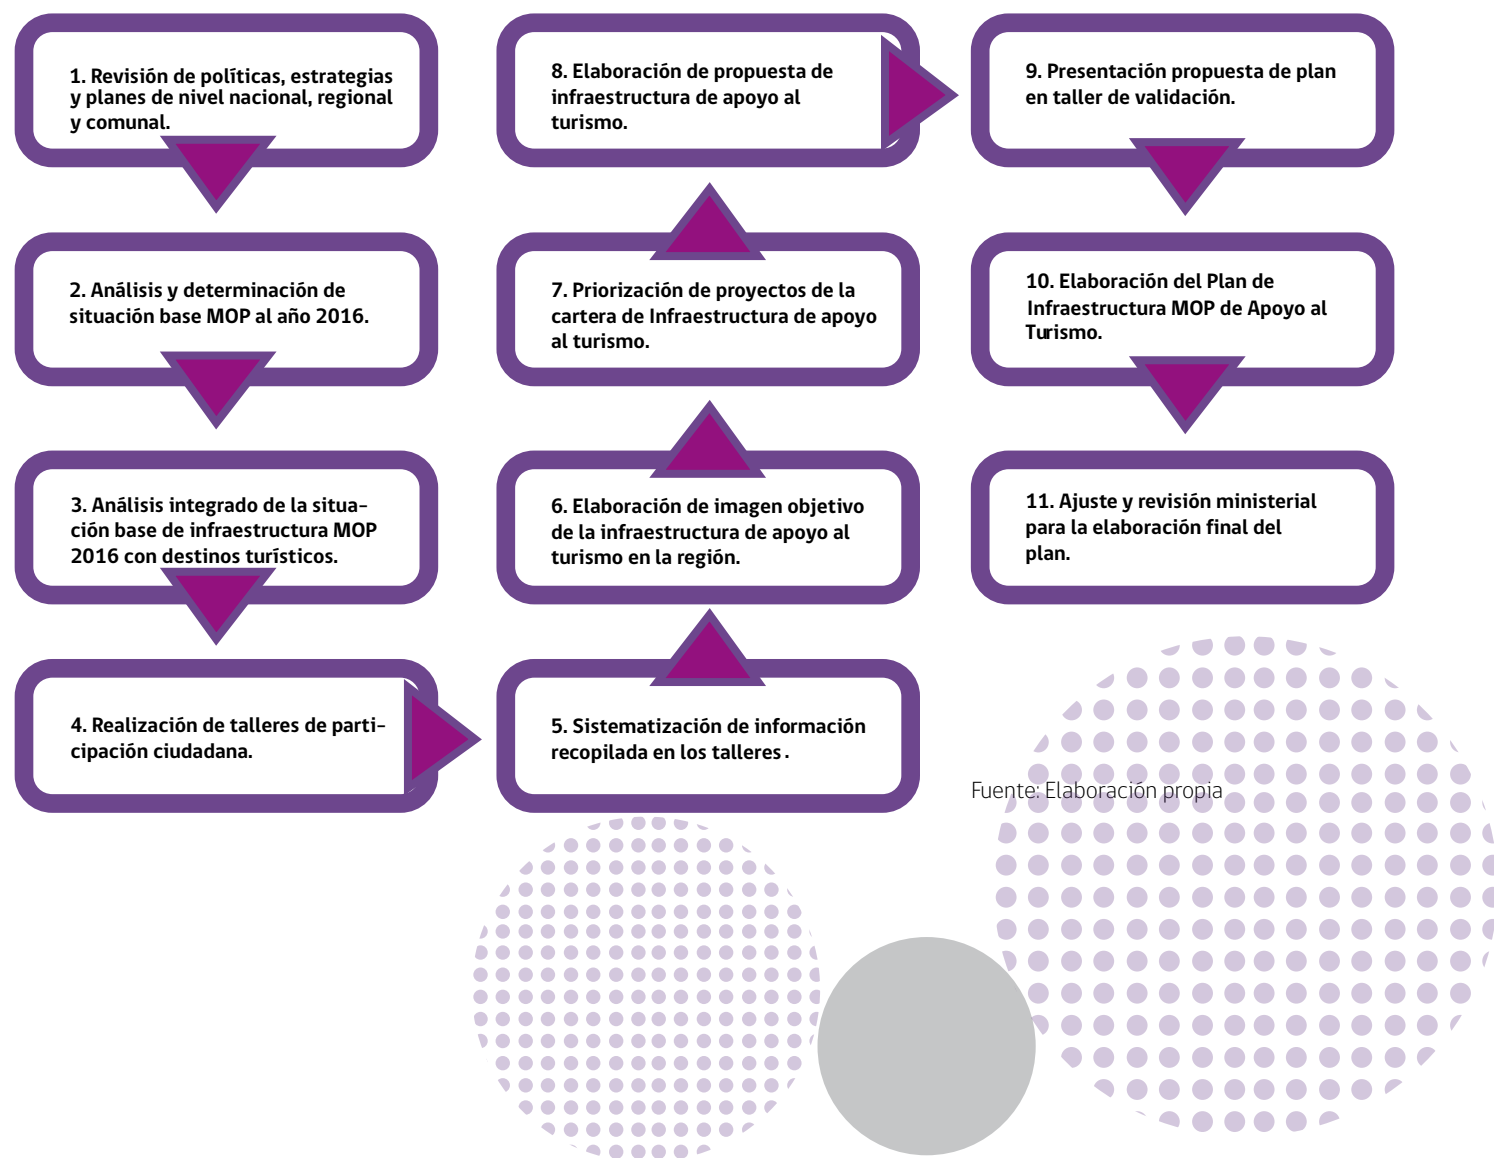 1. Revisión de políticas, estrategias
y planes de nivel nacional, regional
y comunal.
2. Análisis y determinación de
situación base MOP al año 2016.
3. Análisis integrado de la situa-
ción base de infraestructura MOP
2016 con destinos turísticos.
4. Realización de talleres de parti-
cipación ciudadana.
5. Sistematización de información
recopilada en los talleres.
6. Elaboración de imagen objetivo
de la infraestructura de apoyo al
turismo en la región.
7. Priorización de proyectos de la
cartera de Infraestructura de apoyo
al turismo.
8. Elaboración de propuesta de
infraestructura de apoyo al
turismo.
9. Presentación propuesta de plan
en taller de validación.
10. Elaboración del Plan de
Infraestructura MOP de Apoyo al
Turismo.
11. Ajuste y revisión ministerial
para la elaboración final del
plan.
Fuente: Elaboración propia